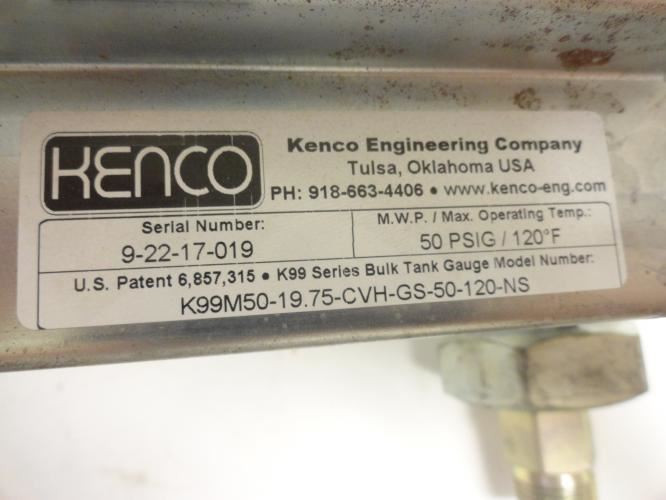 KENCO
Kenco Engineering Company
Tulsa, Oklahoma USA
PH: 918-663-4406 • www.kenco-eng.com
Serial Number:
9-22-17-019
M.W.P. / Max. Operating Temp.:
50 PSIG / 120°F
U.S. Patent 6,857,315 • K99 Series Bulk Tank Gauge Model Number:
K99M50-19.75-CVH-GS-50-120-NS